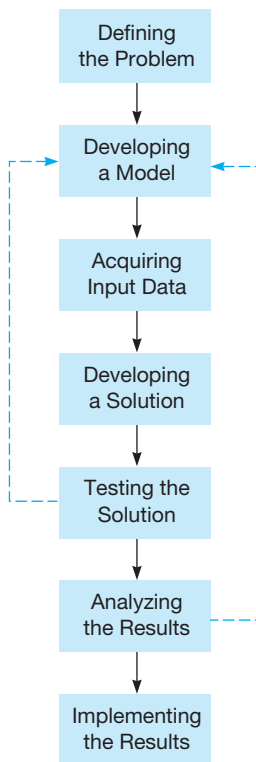 Defining
the Problem
Developing
a Model
Acquiring
Input Data
Developing
a Solution
Testing the
Solution
Analyzing
the Results
Implementing
the Results